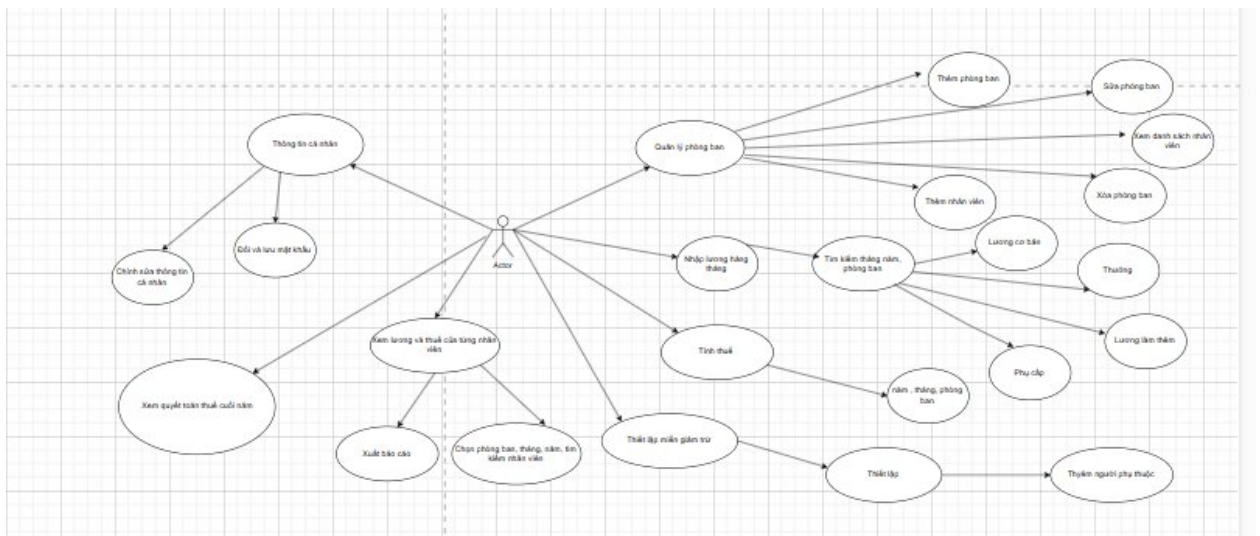 Thêm phòng ban
Sửa phòng ban
Thông tin cá nhân
Quản lý phòng ban
Xem danh sách nhân
viên
Xóa phòng ban
Thêm nhân viên
Đổi và lưu mật khẩu
Chỉnh sửa thông tin
cá nhân
Actor
Nhập lương hàng
tháng
Tìm kiếm tháng năm,
phòng ban
Lương cơ bản
Thưởng
Xem lương và thuế của từng nhân
viên
Tính thuế
Lương làm thêm
Phụ cấp
Xem quyết toán thuế cuối năm
năm , tháng, phòng
ban
Xuất báo cáo
Chọn phòng ban, tháng, năm, tìm
kiếm nhân viên
Thiết lập miễn giảm trừ
Thiết lập
Thyêm người phụ thuộc